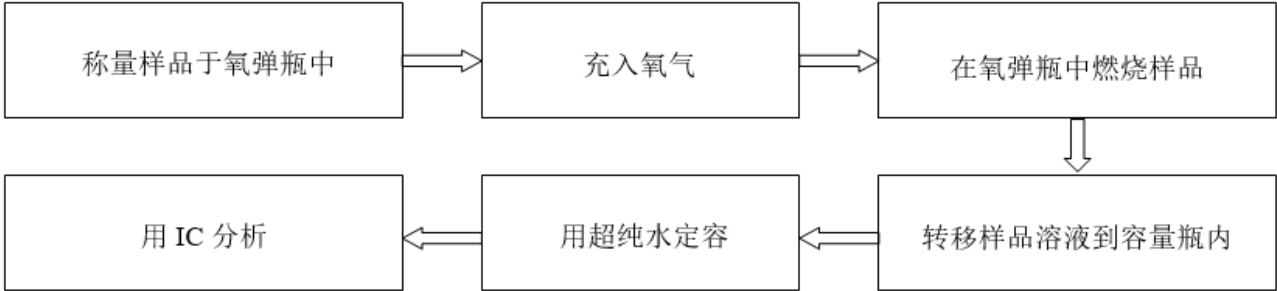 称量样品于氧弹瓶中
充入氧气
在氧弹瓶中燃烧样品
转移样品溶液到容量瓶内
用超纯水定容
用 IC 分析